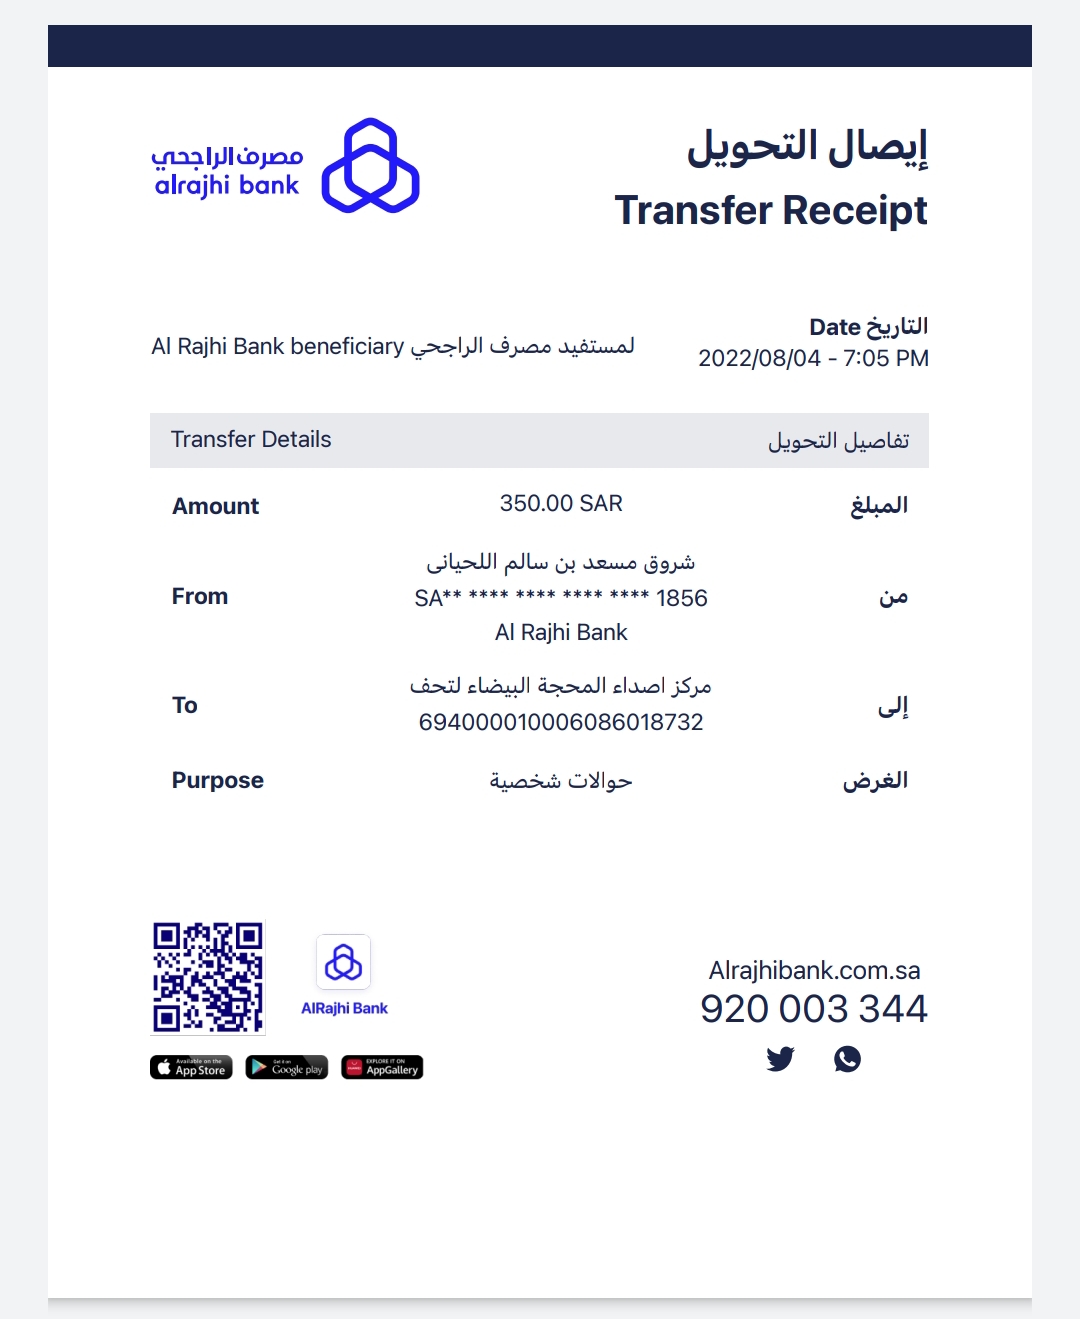 مصرف الراجحي
alrajhi bank
إيصال التحويل
Transfer Receipt
التاريخ Date
2022/08/04 - 7:05 PM
لمستفيد مصرف الراجحي Al Rajhi Bank beneficiary
Transfer Details تفاصيل التحويل
Amount 350.00 SAR المبلغ
شروق مسعد بن سالم اللحيانى
From SA** **** **** **** **** 1856 من
Al Rajhi Bank
مركز اصداء المحجة البيضاء لتحف
To 694000010006086018732 إلى
Purpose حوالات شخصية الغرض
AlRajhi Bank
Available on the App Store
Get it on Google play
EXPLORE IT ON AppGallery
Alrajhibank.com.sa
920 003 344